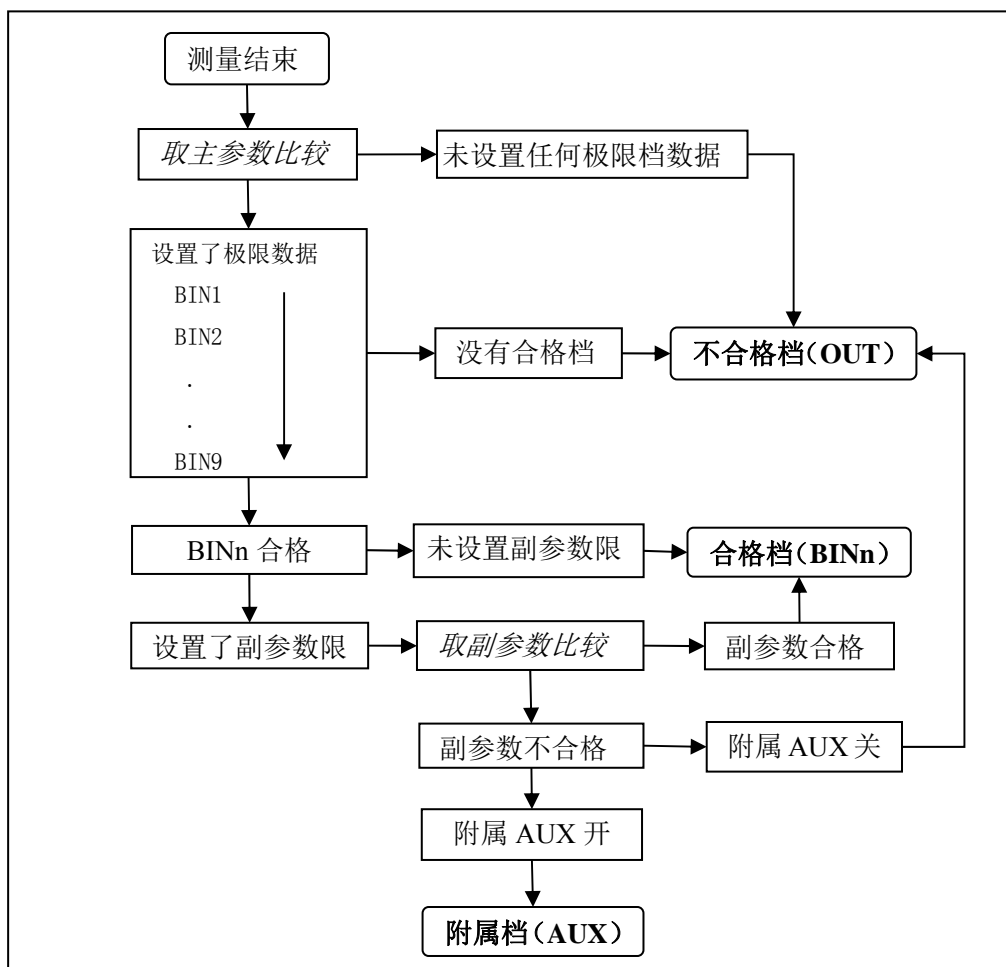 测量结束
取主参数比较
未设置任何极限档数据
设置了极限数据
BIN1
BIN2
.
.
BIN9
没有合格档
不合格档(OUT)
BINn 合格
未设置副参数限
合格档(BINn)
设置了副参数限
取副参数比较
副参数合格
副参数不合格
附属 AUX 关
附属 AUX 开
附属档(AUX)